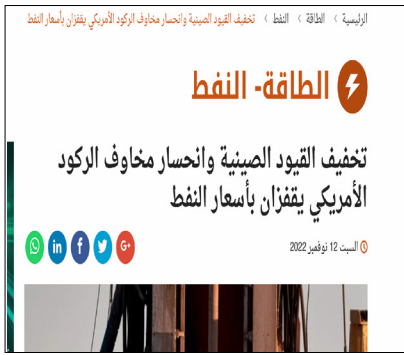 الرئيسية › الطاقة › النفط › تخفيف القيود الصينية وانحسار مخاوف الركود الأمريكي يقفزان بأسعار النفط
الطاقة- النفط
تخفيف القيود الصينية وانحسار مخاوف الركود
الأمريكي يقفزان بأسعار النفط
السبت 12 نوفمبر 2022